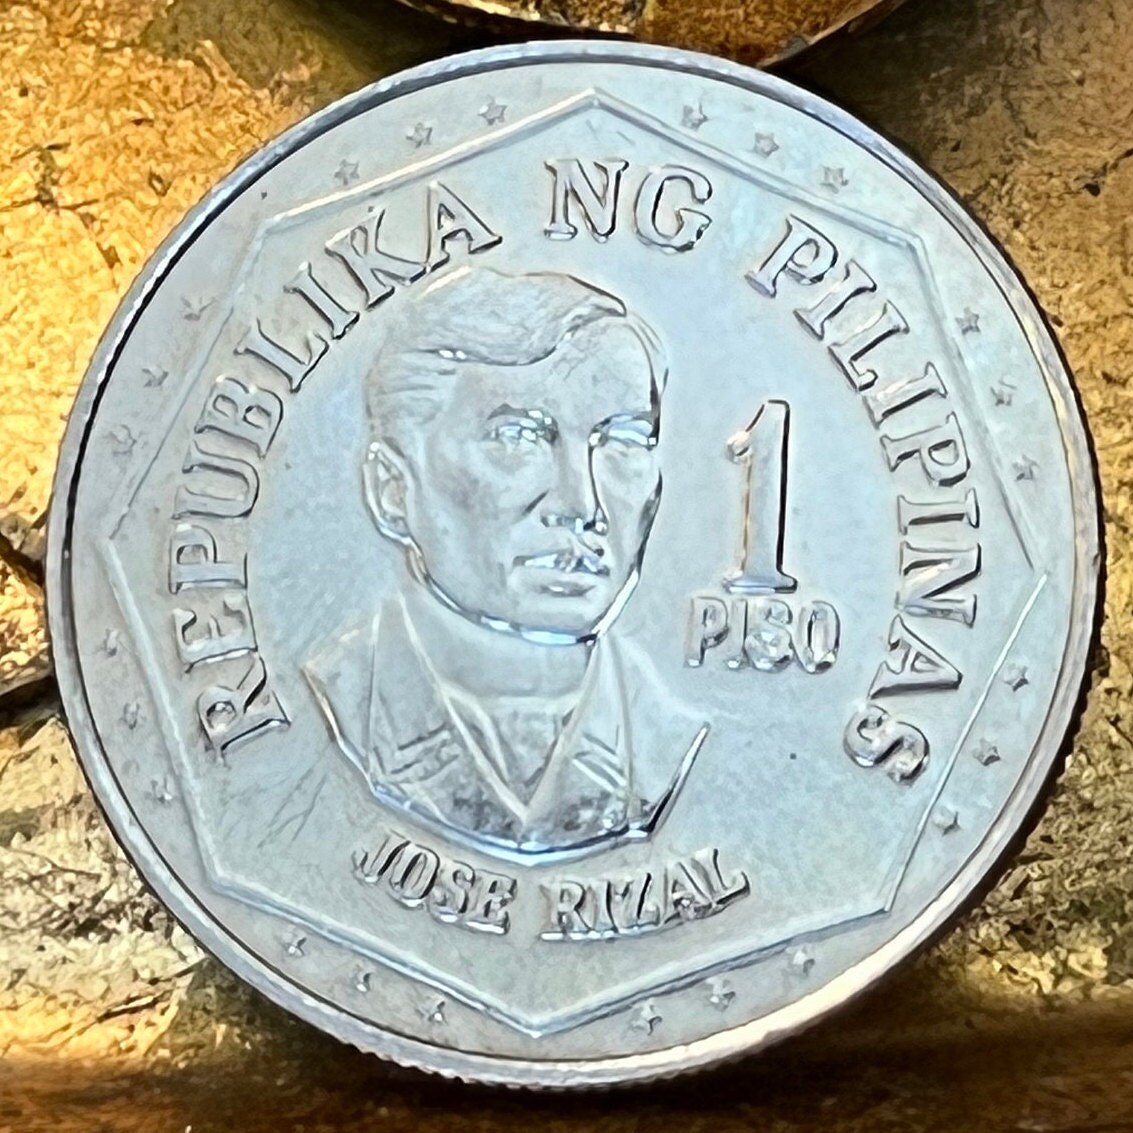 REPUBLIKA NG PILIPINAS
1
PISO
JOSE RIZAL